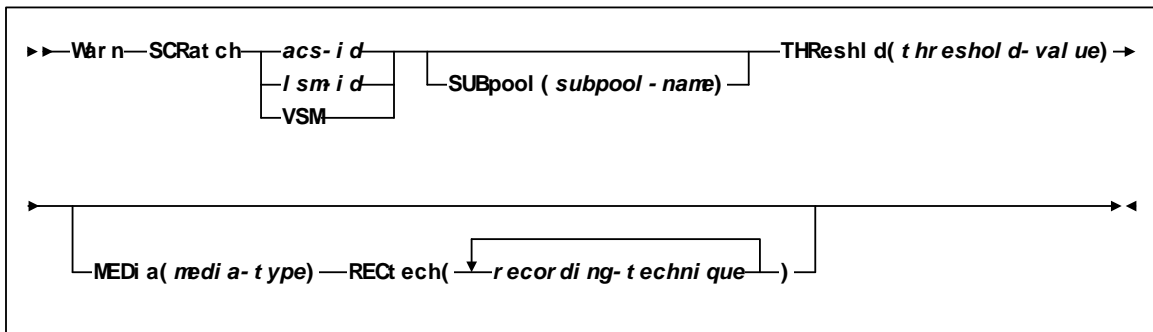 Warn SCRatch acs-id SUBpool(subpool-name) THReshld(threshold-value)
lsm-id
VSM
MEDia(media-type) RECtech( recording-technique )